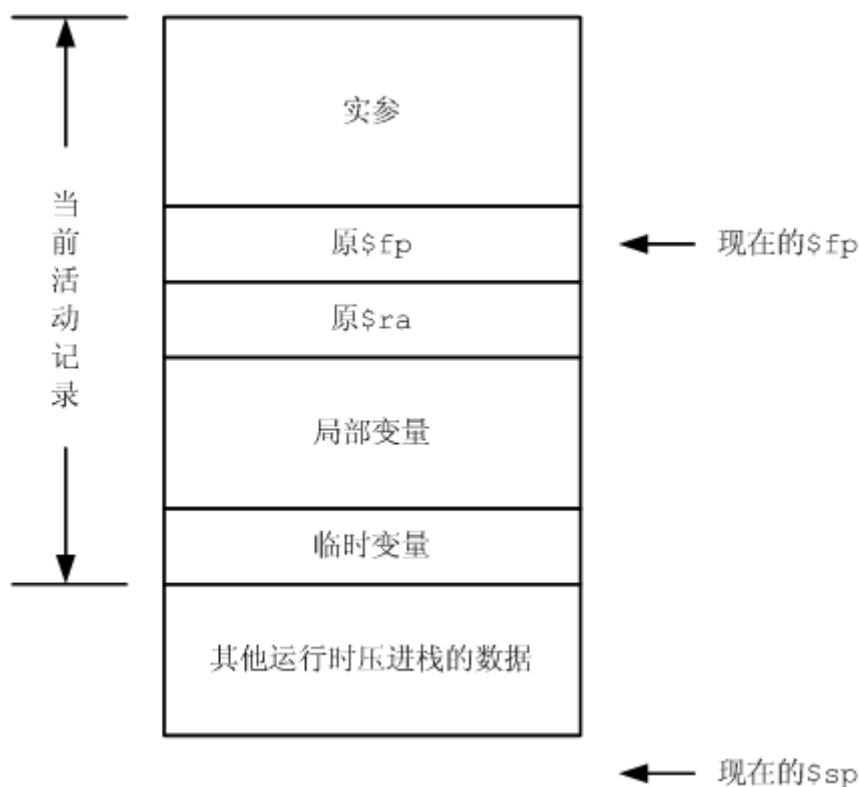 实参
当前活动记录
原$fp
现在的$fp
原$ra
局部变量
临时变量
其他运行时压进栈的数据
现在的$sp